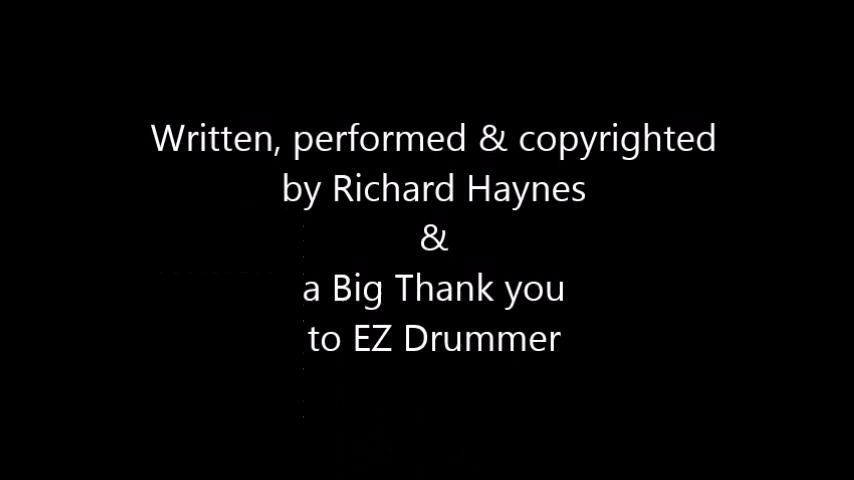 Written, performed & copyrighted
by Richard Haynes
&
a Big Thank you
to EZ Drummer